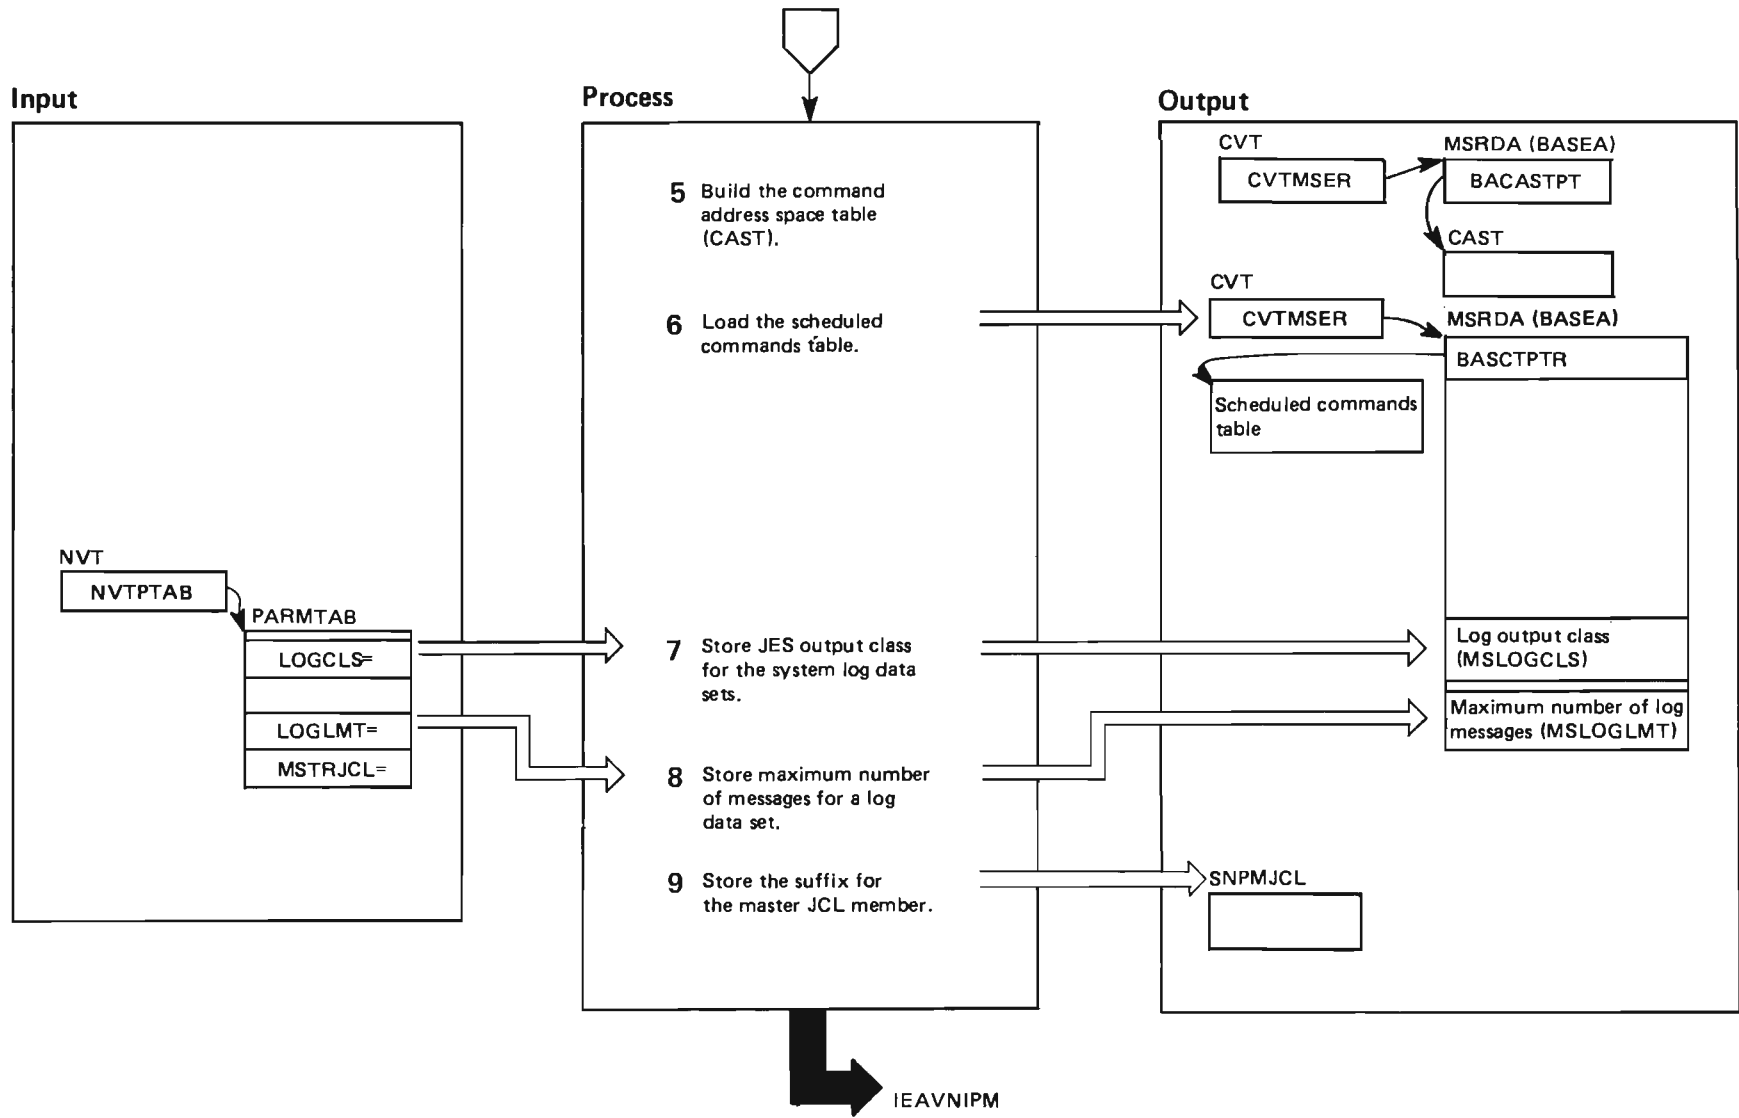 Input
NVT
NVTPTAB
PARMTAB
LOGCLS=
LOGLMT=
MSTRJCL=
Process
5 Build the command
address space table
(CAST).
6 Load the scheduled
commands table.
7 Store JES output class
for the system log data
sets.
8 Store maximum number
of messages for a log
data set.
9 Store the suffix for
the master JCL member.
IEAVNIPM
Output
CVT
CVTMSER
MSRDA (BASEA)
BACASTPT
CAST
CVT
CVTMSER
MSRDA (BASEA)
BASCTPTR
Scheduled commands
table
Log output class
(MSLOGCLS)
Maximum number of log
messages (MSLOGLMT)
SNPMJCL